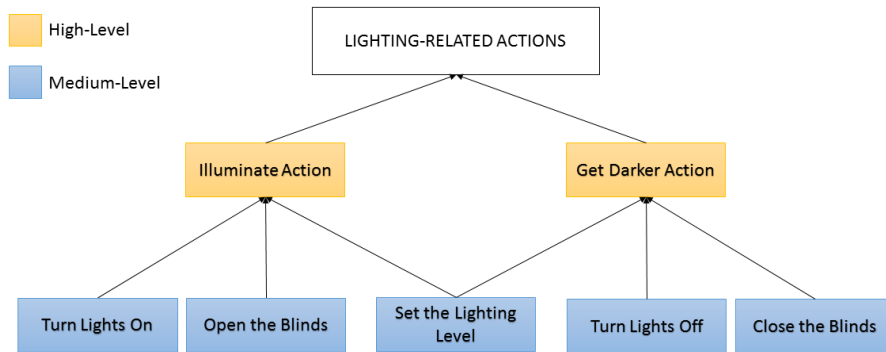 High-Level
Medium-Level
LIGHTING-RELATED ACTIONS
Illuminate Action
Get Darker Action
Turn Lights On
Open the Blinds
Set the Lighting
Level
Turn Lights Off
Close the Blinds